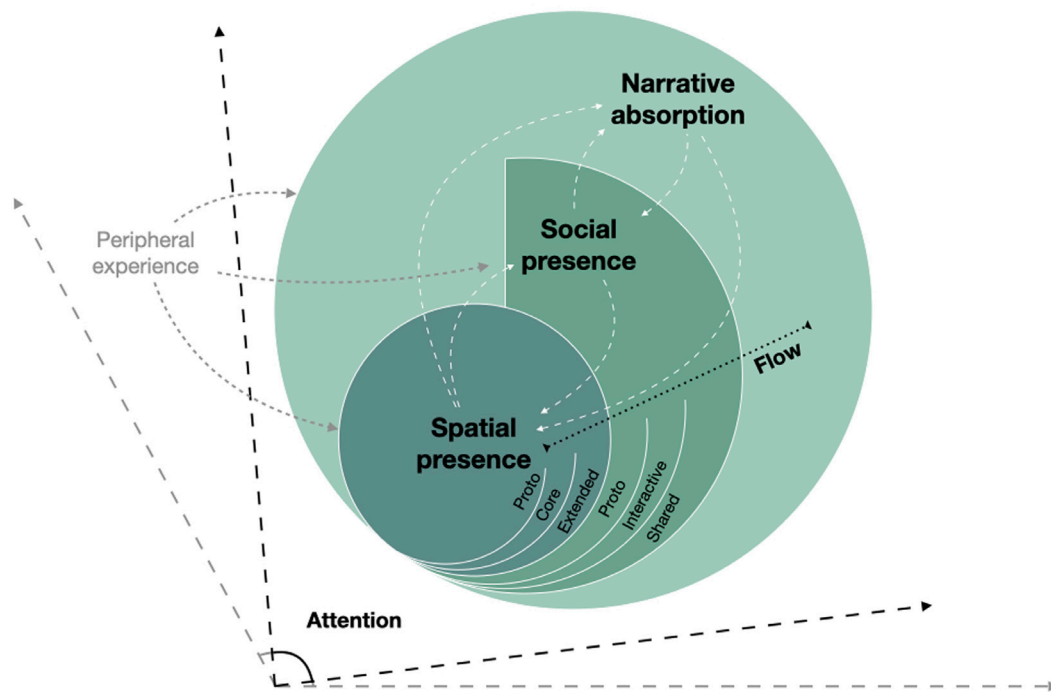 Narrative
absorption
Social
presence
Peripheral
experience
Flow
Spatial
presence
Proto
Core
Extended
Proto
Interactive
Shared
Attention